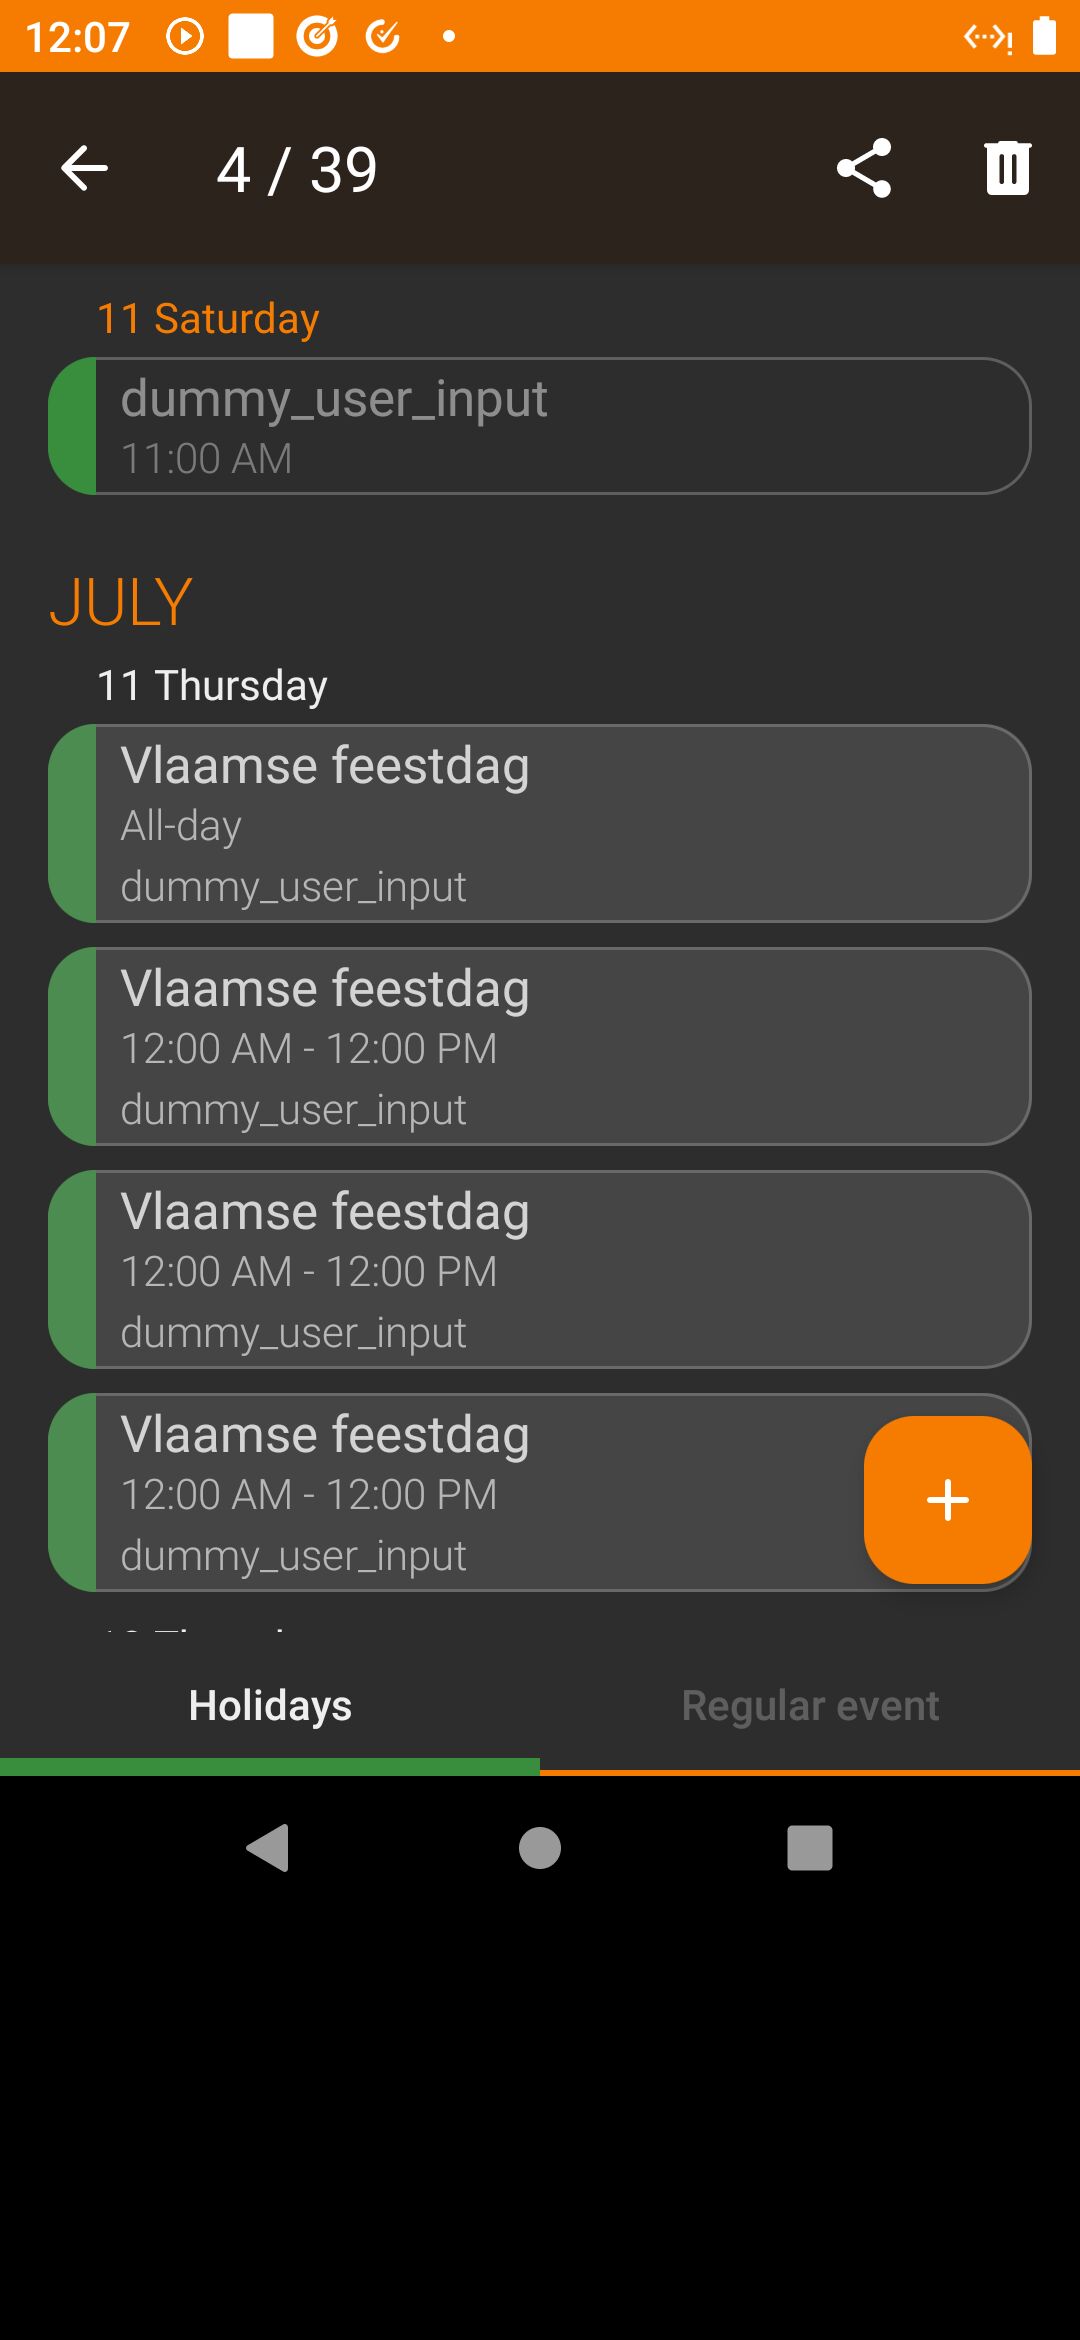 12:07
4 / 39
11 Saturday
dummy_user_input
11:00 AM
JULY
11 Thursday
Vlaamse feestdag
All-day
dummy_user_input
Vlaamse feestdag
12:00 AM - 12:00 PM
dummy_user_input
Vlaamse feestdag
12:00 AM - 12:00 PM
dummy_user_input
Vlaamse feestdag
12:00 AM - 12:00 PM
dummy_user_input
Holidays
Regular event